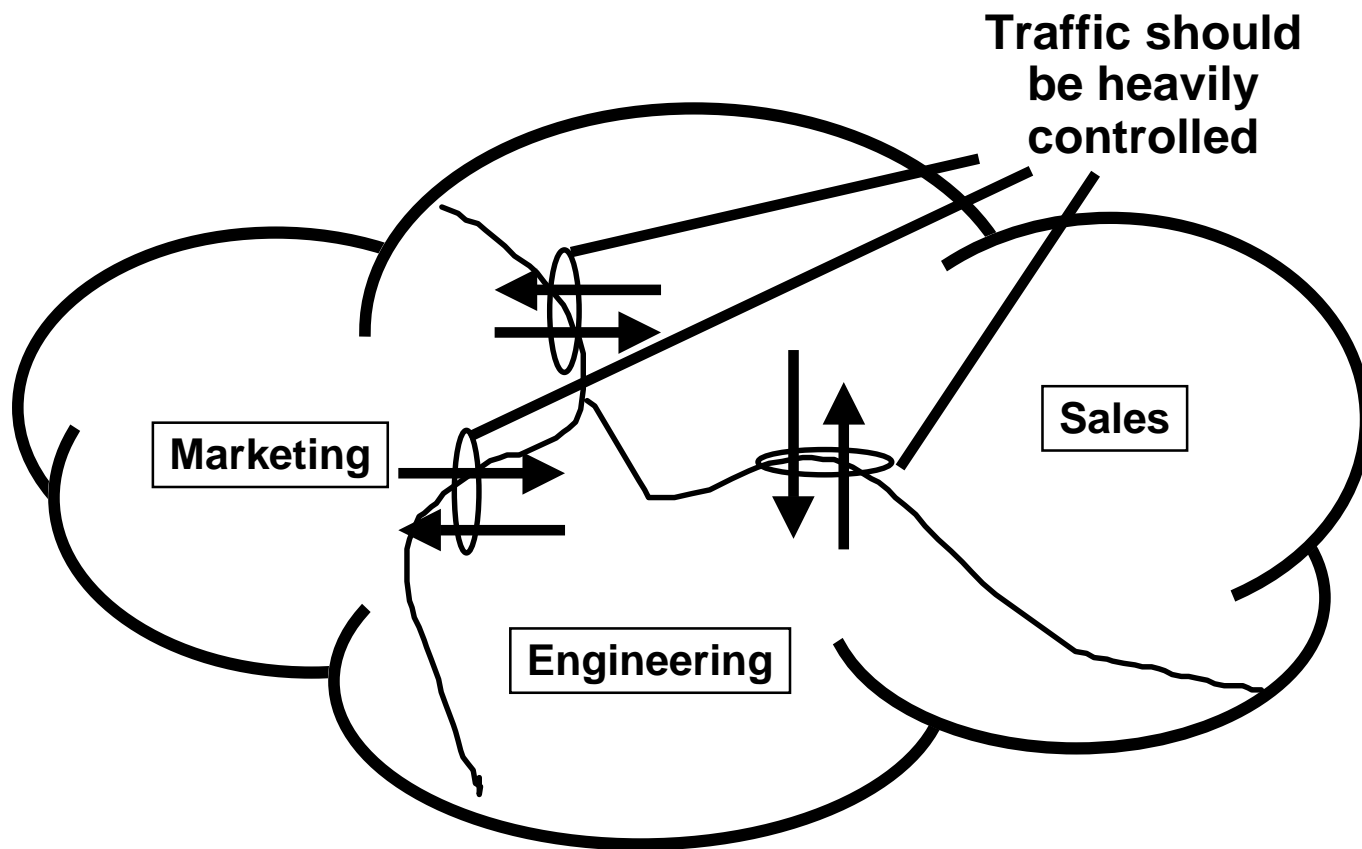 Traffic should
be heavily
controlled
Sales
Marketing
Engineering